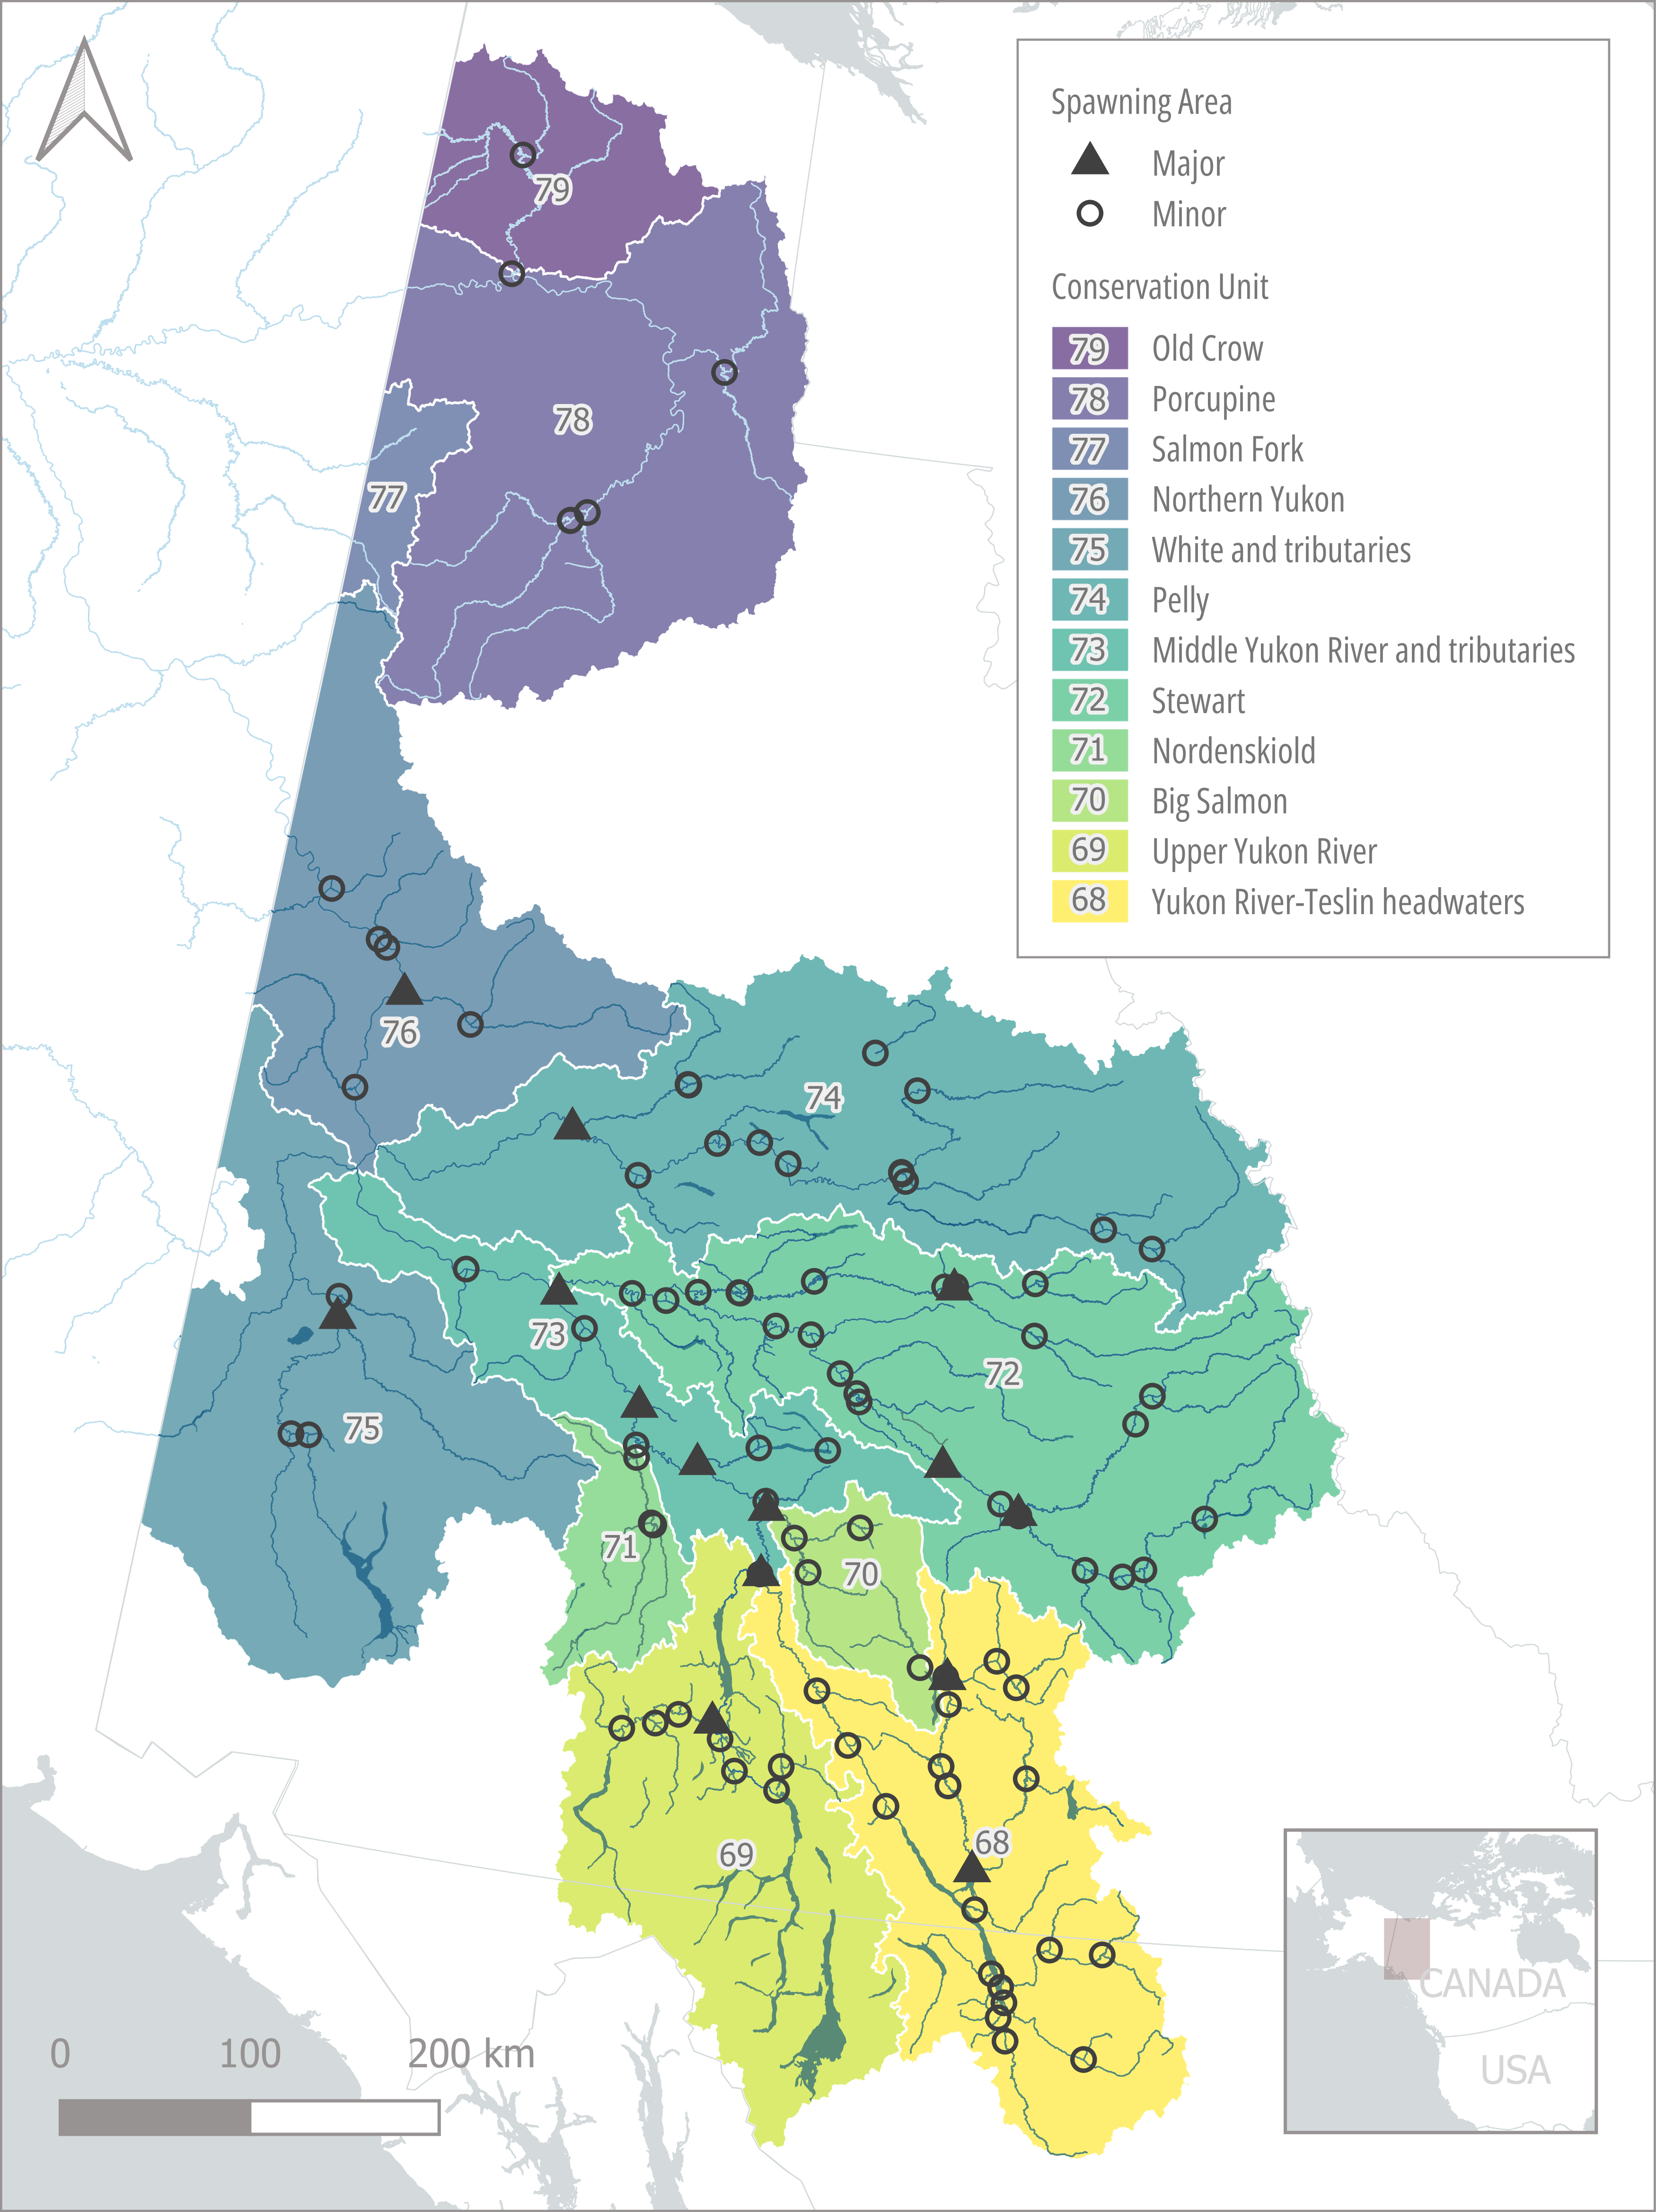 Spawning Area
Major
Minor
Conservation Unit
79 Old Crow
78 Porcupine
77 Salmon Fork
76 Northern Yukon
75 White and tributaries
74 Pelly
73 Middle Yukon River and tributaries
72 Stewart
71 Nordenskiold
70 Big Salmon
69 Upper Yukon River
68 Yukon River-Teslin headwaters
79
78
77
76
74
73
72
75
71
70
69
68
CANADA
USA
0 100 200 km